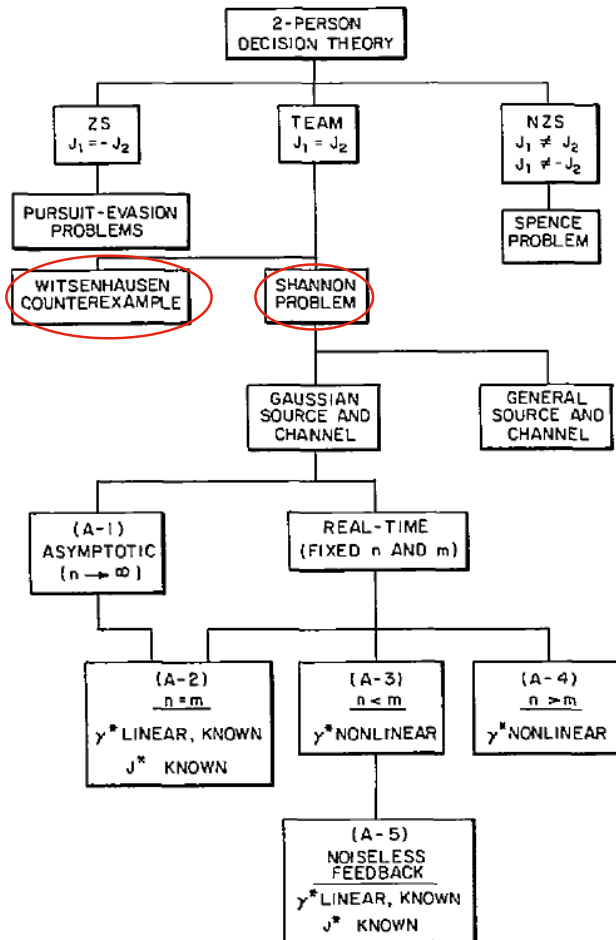 2-PERSON
DECISION THEORY
ZS
J₁ = -J₂
TEAM
J₁ = J₂
NZS
J₁ ≠ J₂
J₁ ≠ -J₂
PURSUIT-EVASION
PROBLEMS
SPENCE
PROBLEM
WITSENHAUSEN
COUNTEREXAMPLE
SHANNON
PROBLEM
GAUSSIAN
SOURCE AND
CHANNEL
GENERAL
SOURCE AND
CHANNEL
(A-1)
ASYMPTOTIC
(n → ∞)
REAL-TIME
(FIXED n AND m)
(A-2)
n = m
γ* LINEAR, KNOWN
J* KNOWN
(A-3)
n < m
γ* NONLINEAR
(A-4)
n > m
γ* NONLINEAR
(A-5)
NOISELESS
FEEDBACK
γ* LINEAR, KNOWN
J* KNOWN